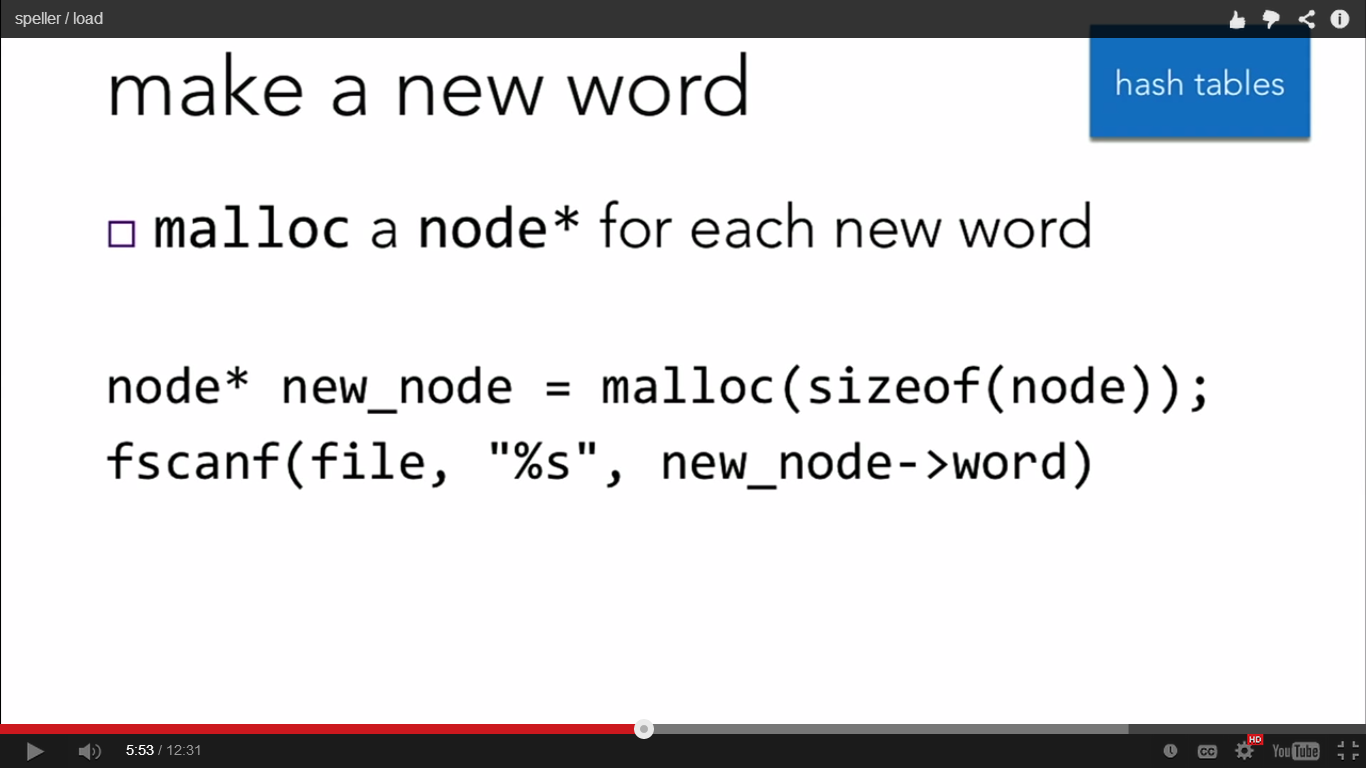 speller / load
make a new word
hash tables
malloc a node* for each new word
node* new_node = malloc(sizeof(node));
fscanf(file, "%s", new_node->word)
5:53 / 12:31
CC
HD
YouTube